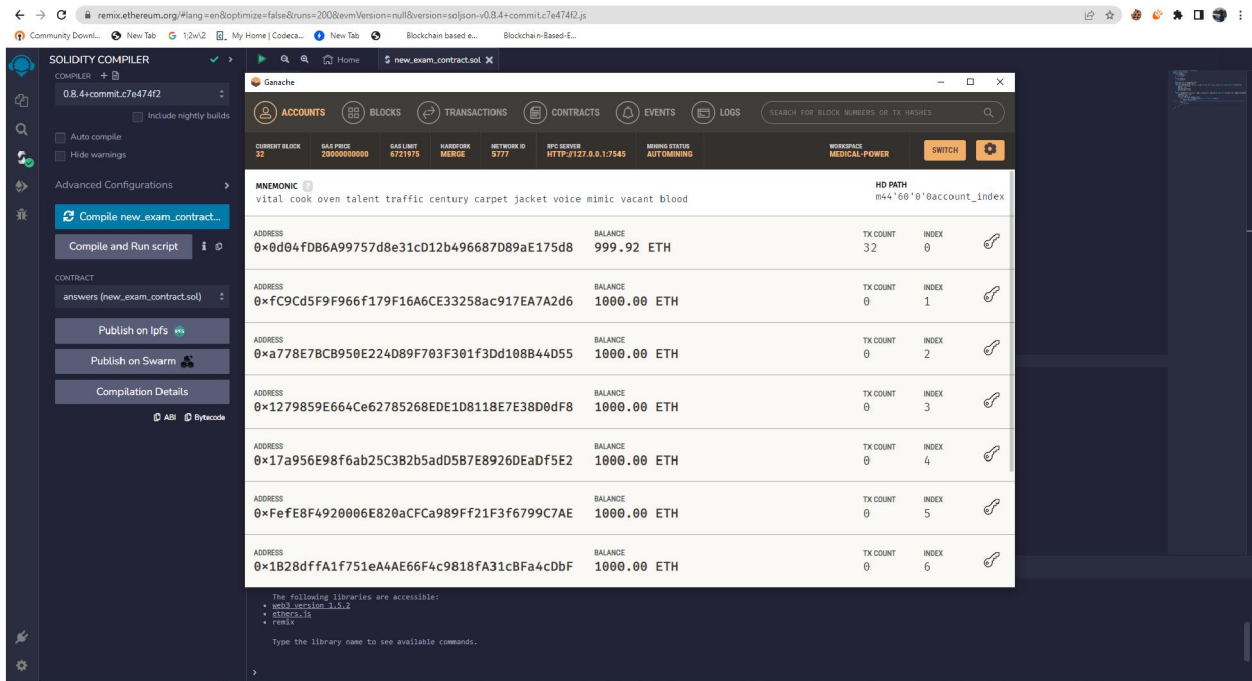 remix.ethereum.org/#lang=en&optimize=false&runs=200&evmVersion=null&version=soljson-v0.8.4+commit.c7e474f2.js
Community Downl... New Tab 1;2w\2 My Home | Codeca... New Tab Blockchain based e... Blockchain-Based-E...
SOLIDITY COMPILER
COMPILER
0.8.4+commit.c7e474f2
Include nightly builds
Auto compile
Hide warnings
Advanced Configurations
Compile new_exam_contract...
Compile and Run script
CONTRACT
answers (new_exam_contract.sol)
Publish on Ipfs
Publish on Swarm
Compilation Details
ABI Bytecode
Home new_exam_contract.sol
Ganache
ACCOUNTS BLOCKS TRANSACTIONS CONTRACTS EVENTS LOGS SEARCH FOR BLOCK NUMBERS OR TX HASHES
CURRENT BLOCK GAS PRICE GAS LIMIT HARDFORK NETWORK ID RPC SERVER MINING STATUS WORKSPACE
32 20000000000 6721975 MERGE 5777 HTTP://127.0.0.1:7545 AUTOMINING MEDICAL-POWER SWITCH
MNEMONIC ? HD PATH
vital cook oven talent traffic century carpet jacket voice mimic vacant blood m44'60'0'0account_index
ADDRESS BALANCE TX COUNT INDEX
0×0d04fDB6A99757d8e31cD12b496687D89aE175d8 999.92 ETH 32 0
ADDRESS BALANCE TX COUNT INDEX
0×fC9Cd5F9F966f179F16A6CE33258ac917EA7A2d6 1000.00 ETH 0 1
ADDRESS BALANCE TX COUNT INDEX
0×a778E7BCB950E224D89F703F301f3Dd108B44D55 1000.00 ETH 0 2
ADDRESS BALANCE TX COUNT INDEX
0×1279859E664Ce62785268EDE1D8118E7E38D0dF8 1000.00 ETH 0 3
ADDRESS BALANCE TX COUNT INDEX
0×17a956E98f6ab25C3B2b5adD5B7E8926DEaDf5E2 1000.00 ETH 0 4
ADDRESS BALANCE TX COUNT INDEX
0×FefE8F4920006E820aCFCa989Ff21F3f6799C7AE 1000.00 ETH 0 5
ADDRESS BALANCE TX COUNT INDEX
0×1B28dffA1f751eA4AE66F4c9818fA31cBFa4cDbF 1000.00 ETH 0 6
The following libraries are accessible:
• web3 version 1.5.2
• ethers.js
• remix
Type the library name to see available commands.
>